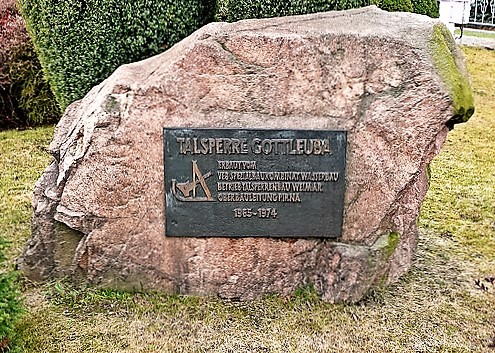 TALSPERRE GOTTLEUBA
ERBAUT VOM
VEB SPEZIALBAUKOMBINAT WASSERBAU
BETRIEB TALSPERRENBAU WEIMAR
OBERBAULEITUNG PIRNA
1965-1974